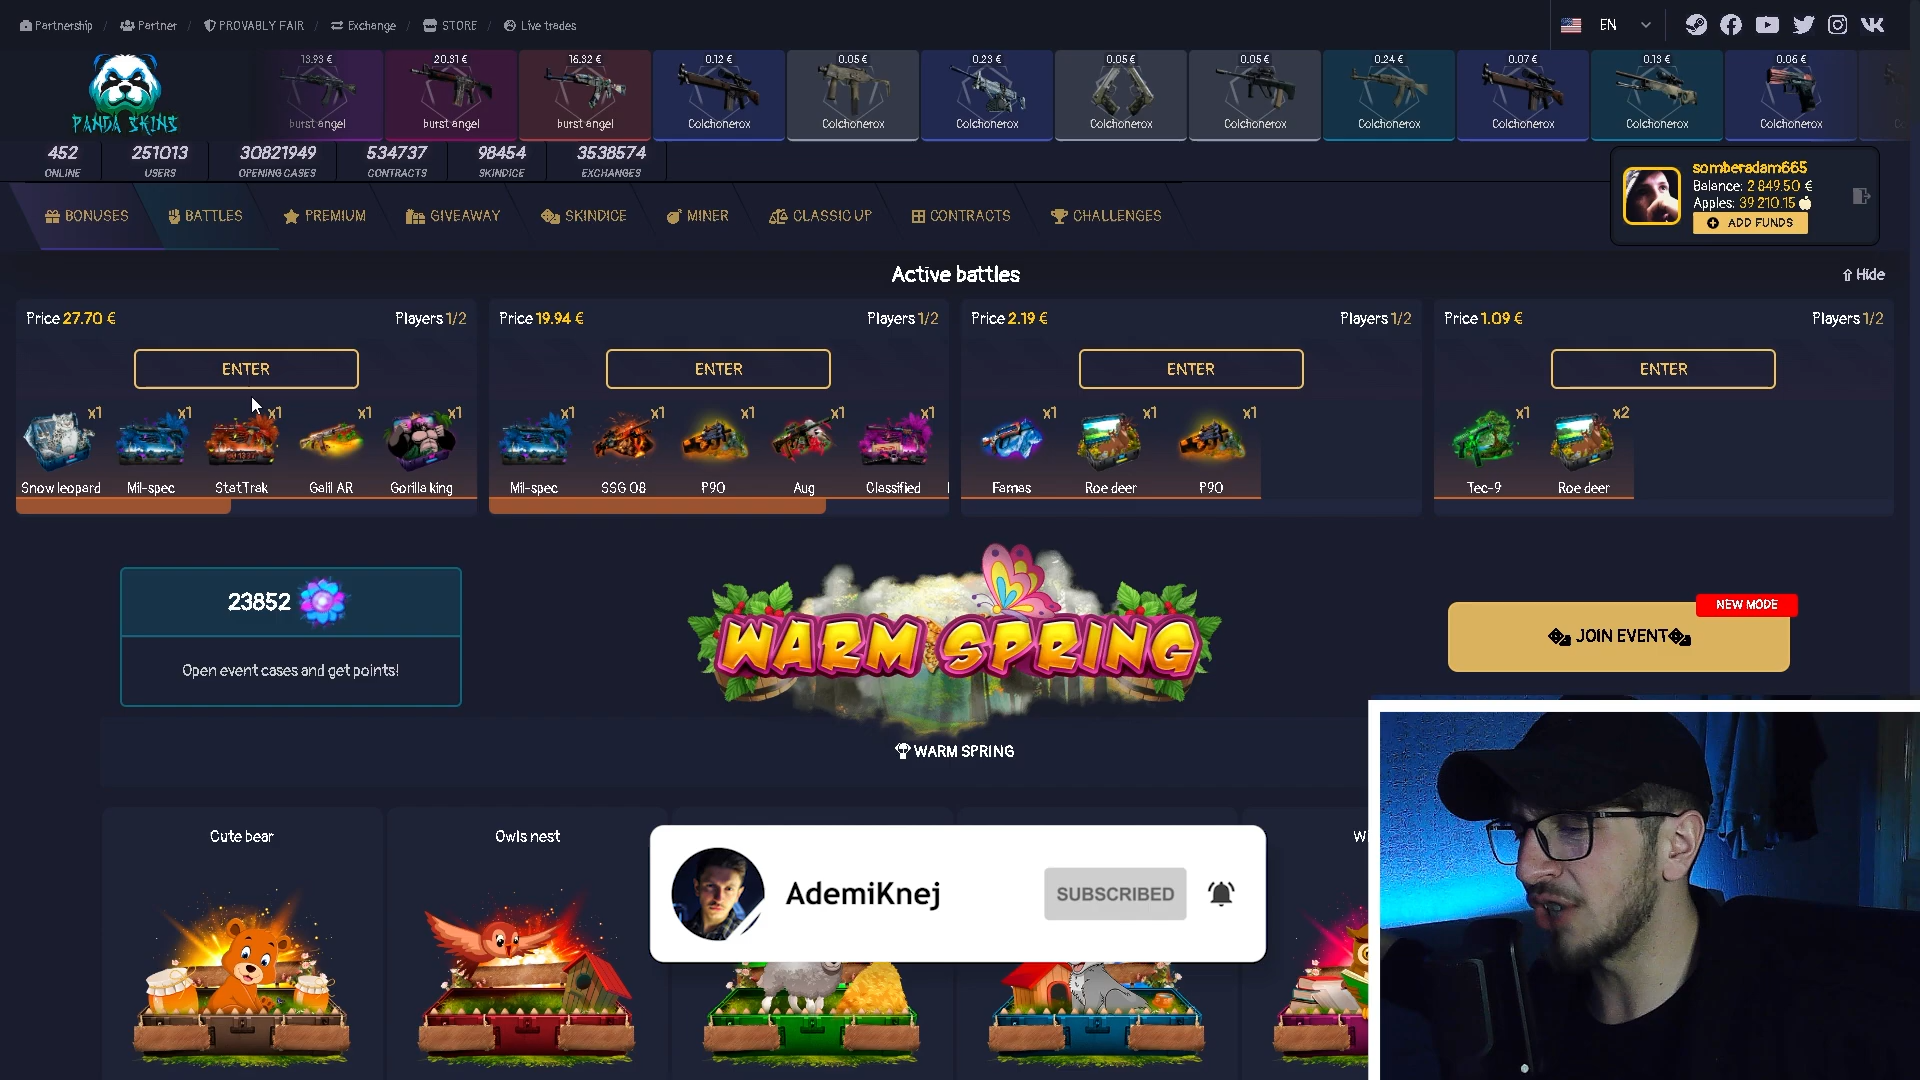 Partnership / Partner / PROVABLY FAIR / Exchange / STORE / Live trades
EN
13.93 € 20.31 € 16.32 € 0.12 € 0.05 € 0.23 € 0.05 € 0.05 € 0.24 € 0.07 € 0.13 € 0.06 €
PANDA SKINS
burst angel burst angel burst angel Colchonerox Colchonerox Colchonerox Colchonerox Colchonerox Colchonerox Colchonerox Colchonerox Colchonerox
452 251013 30821949 534737 98454 3538574
ONLINE USERS OPENING CASES CONTRACTS SKINDICE EXCHANGES
somberadam665
Balance: 2 849.50 €
Apples: 39 210.15
ADD FUNDS
BONUSES BATTLES PREMIUM GIVEAWAY SKINDICE MINER CLASSIC UP CONTRACTS CHALLENGES
Active battles
Hide
Price 27.70 € Players 1/2 Price 19.94 € Players 1/2 Price 2.19 € Players 1/2 Price 1.09 € Players 1/2
ENTER ENTER ENTER ENTER
x1 x1 x1 x1 x1 x1 x1 x1 x1 x1 x1 x1 x1 x1 x2
Snow leopard Mil-spec StatTrak Galil AR Gorilla king Mil-spec SSG 08 P90 Aug Classified Famas Roe deer P90 Tec-9 Roe deer
23852
Open event cases and get points!
WARM SPRING
NEW MODE
JOIN EVENT
WARM SPRING
Cute bear Owls nest
AdemiKnej
SUBSCRIBED